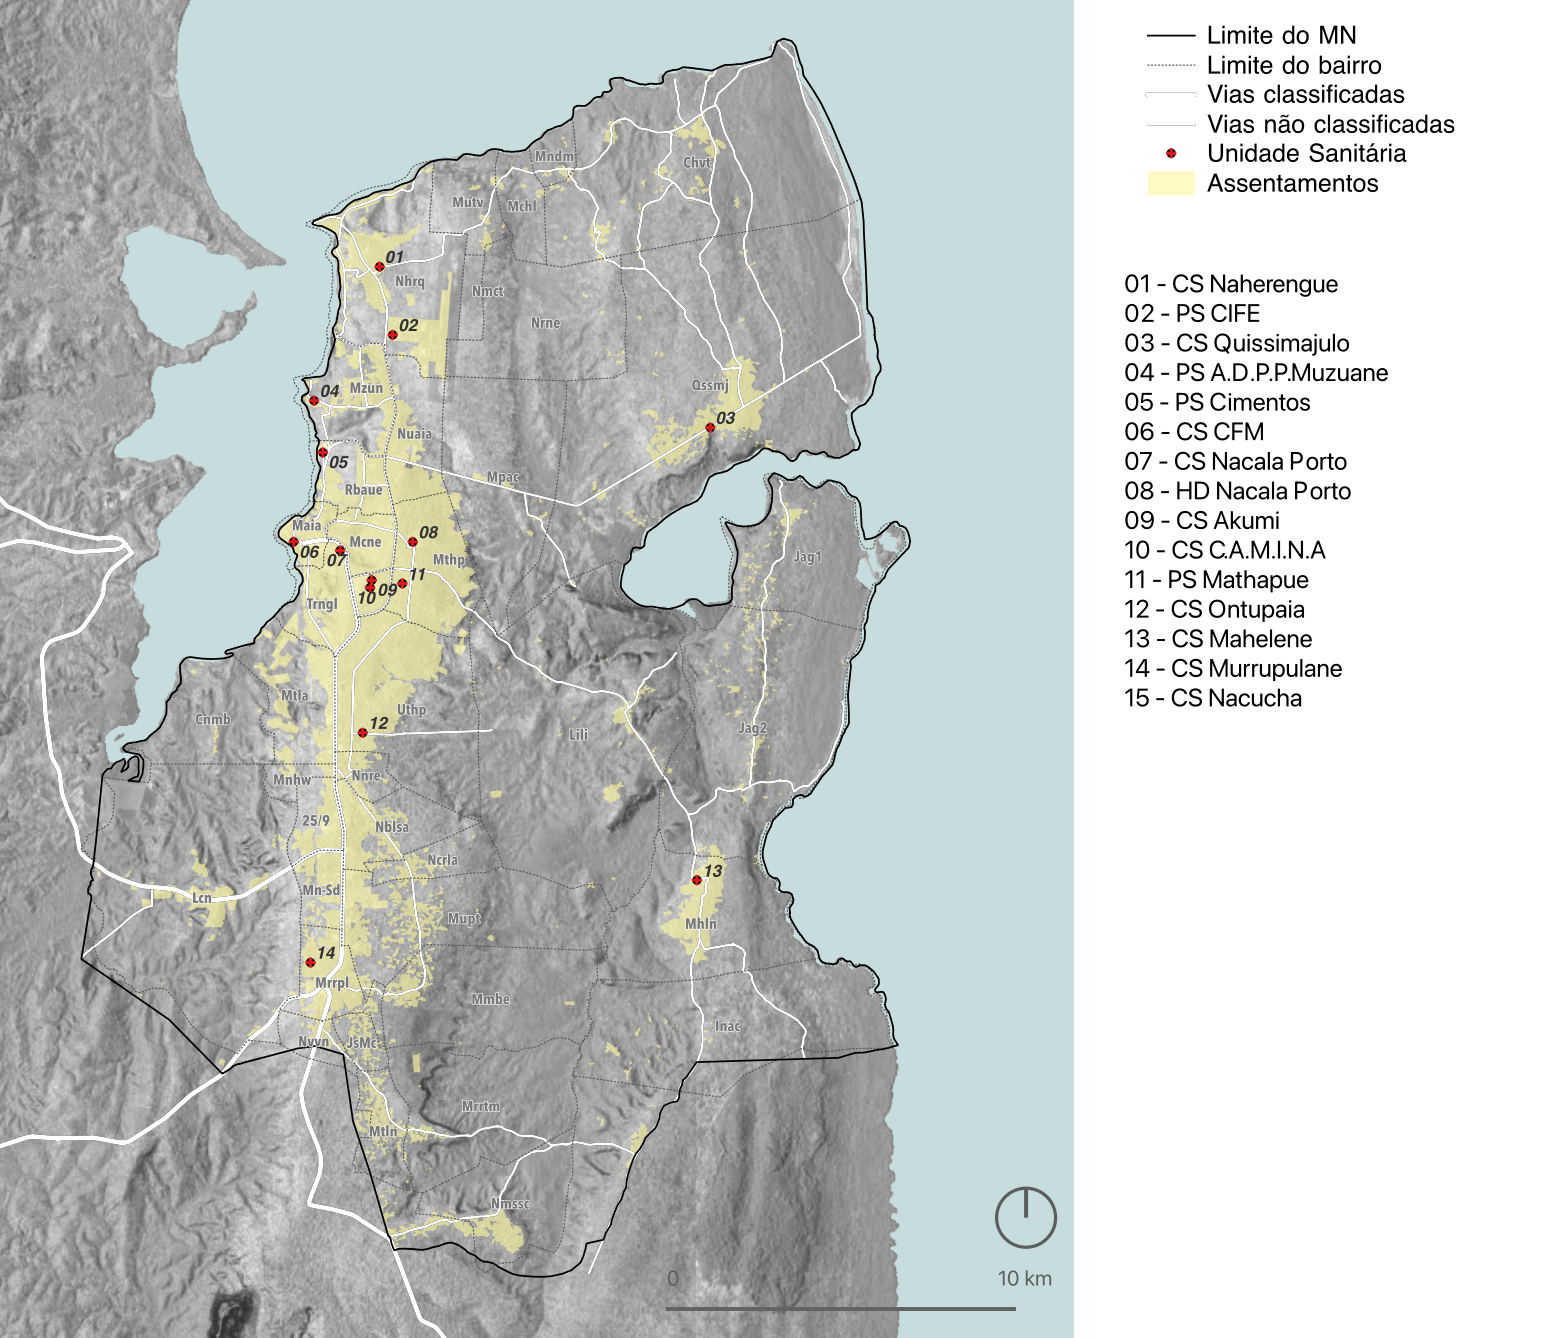 Limite do MN
Limite do bairro
Vias classificadas
Vias não classificadas
Unidade Sanitária
Assentamentos
01 - CS Naherengue
02 - PS CIFE
03 - CS Quissimajulo
04 - PS A.D.P.P.Muzuane
05 - PS Cimentos
06 - CS CFM
07 - CS Nacala Porto
08 - HD Nacala Porto
09 - CS Akumi
10 - CS C.A.M.I.N.A
11 - PS Mathapue
12 - CS Ontupaia
13 - CS Mahelene
14 - CS Murrupulane
15 - CS Nacucha
Mndm
Chvt
Mutv
Mchl
01
Nhrq
Nmct
02
Nrne
04
Mzun
Qssmj
03
Nuaia
05
Mpac
Rbaue
Maia
08
06
Mcne
07
Mthp
Jag1
11
09
10
Trngl
Mtla
Uthp
Cnmb
12
Jag2
Lili
Mnhw
Nnre
25/9
Nblsa
Ncrla
13
Lcn
Mn-Sd
Mupt
Mhln
14
Mrrpl
Mmbe
Inac
Nvvn
JsMc
Mrrtm
Mtln
Nmssc
0
10 km